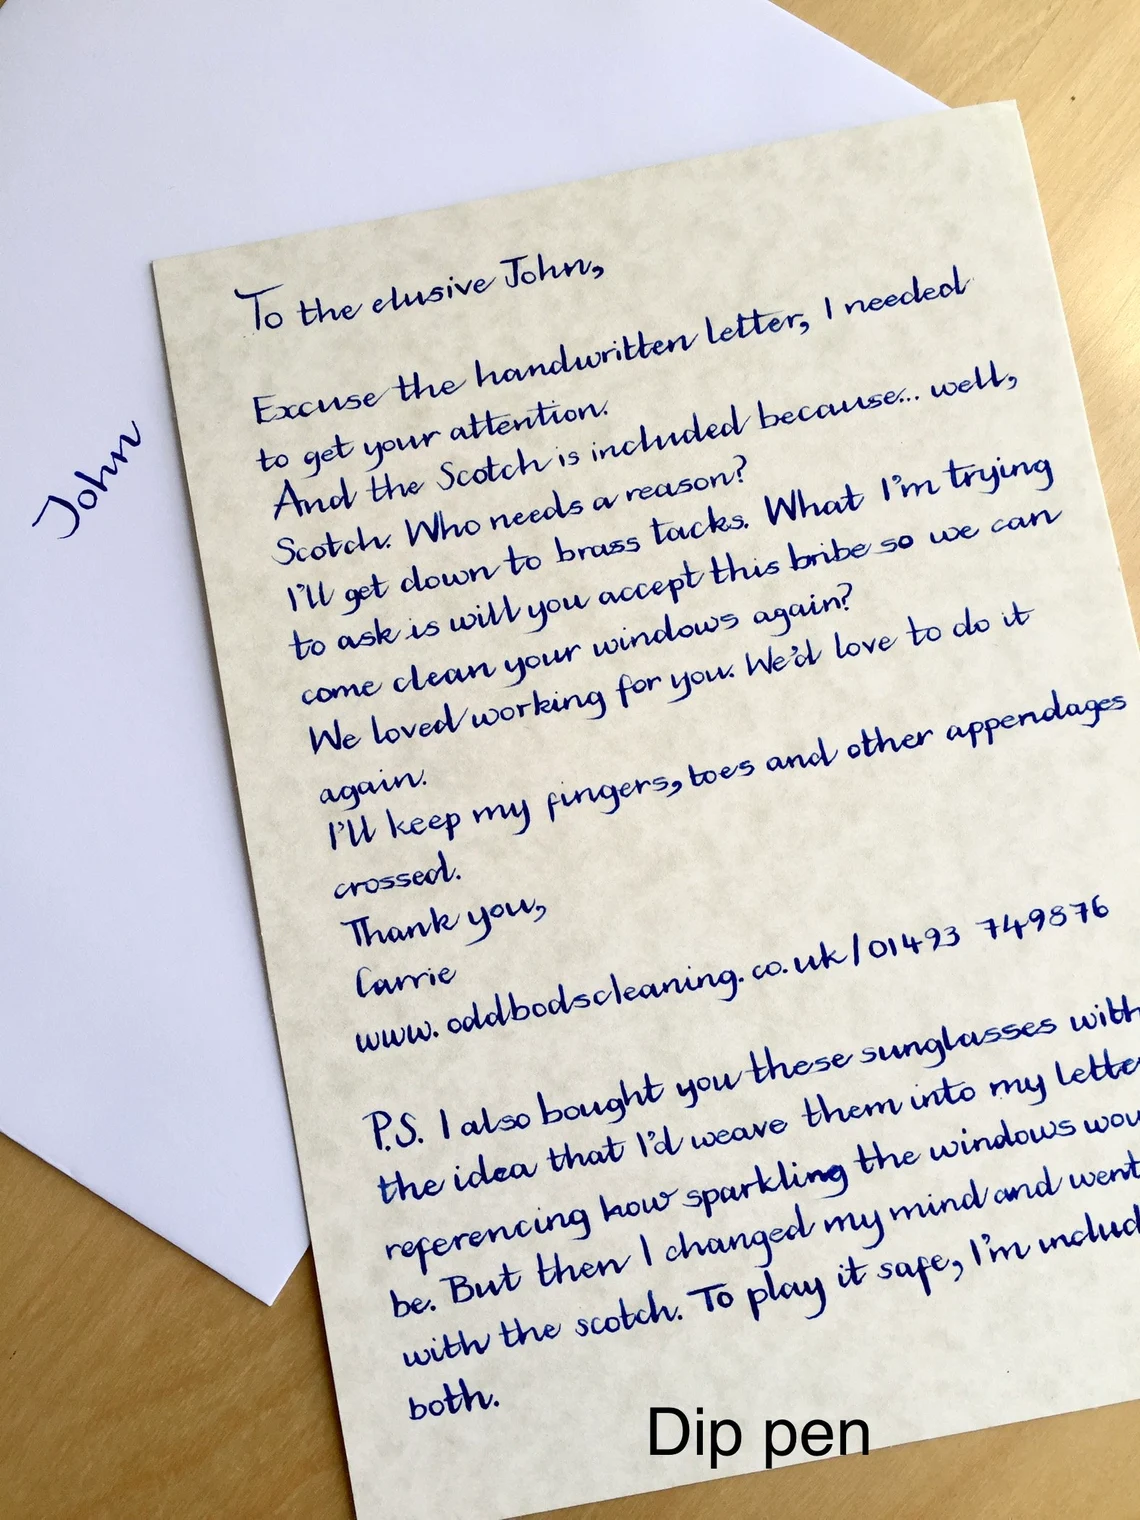 John
To the elusive John,
Excuse the handwritten letter, I needed
to get your attention.
And the Scotch is included because... well,
Scotch. Who needs a reason?
I'll get down to brass tacks. What I'm trying
to ask is will you accept this bribe so we can
come clean your windows again?
We loved working for you. We'd love to do it
again.
I'll keep my fingers, toes and other appendages
crossed.
Thank you,
Carrie
www.oddbodscleaning.co.uk/01493 749876
P.S. I also bought you these sunglasses with
the idea that I'd weave them into my letter
referencing how sparkling the windows wou
be. But then I changed my mind and went
with the scotch. To play it safe, I'm includ
both.
Dip pen